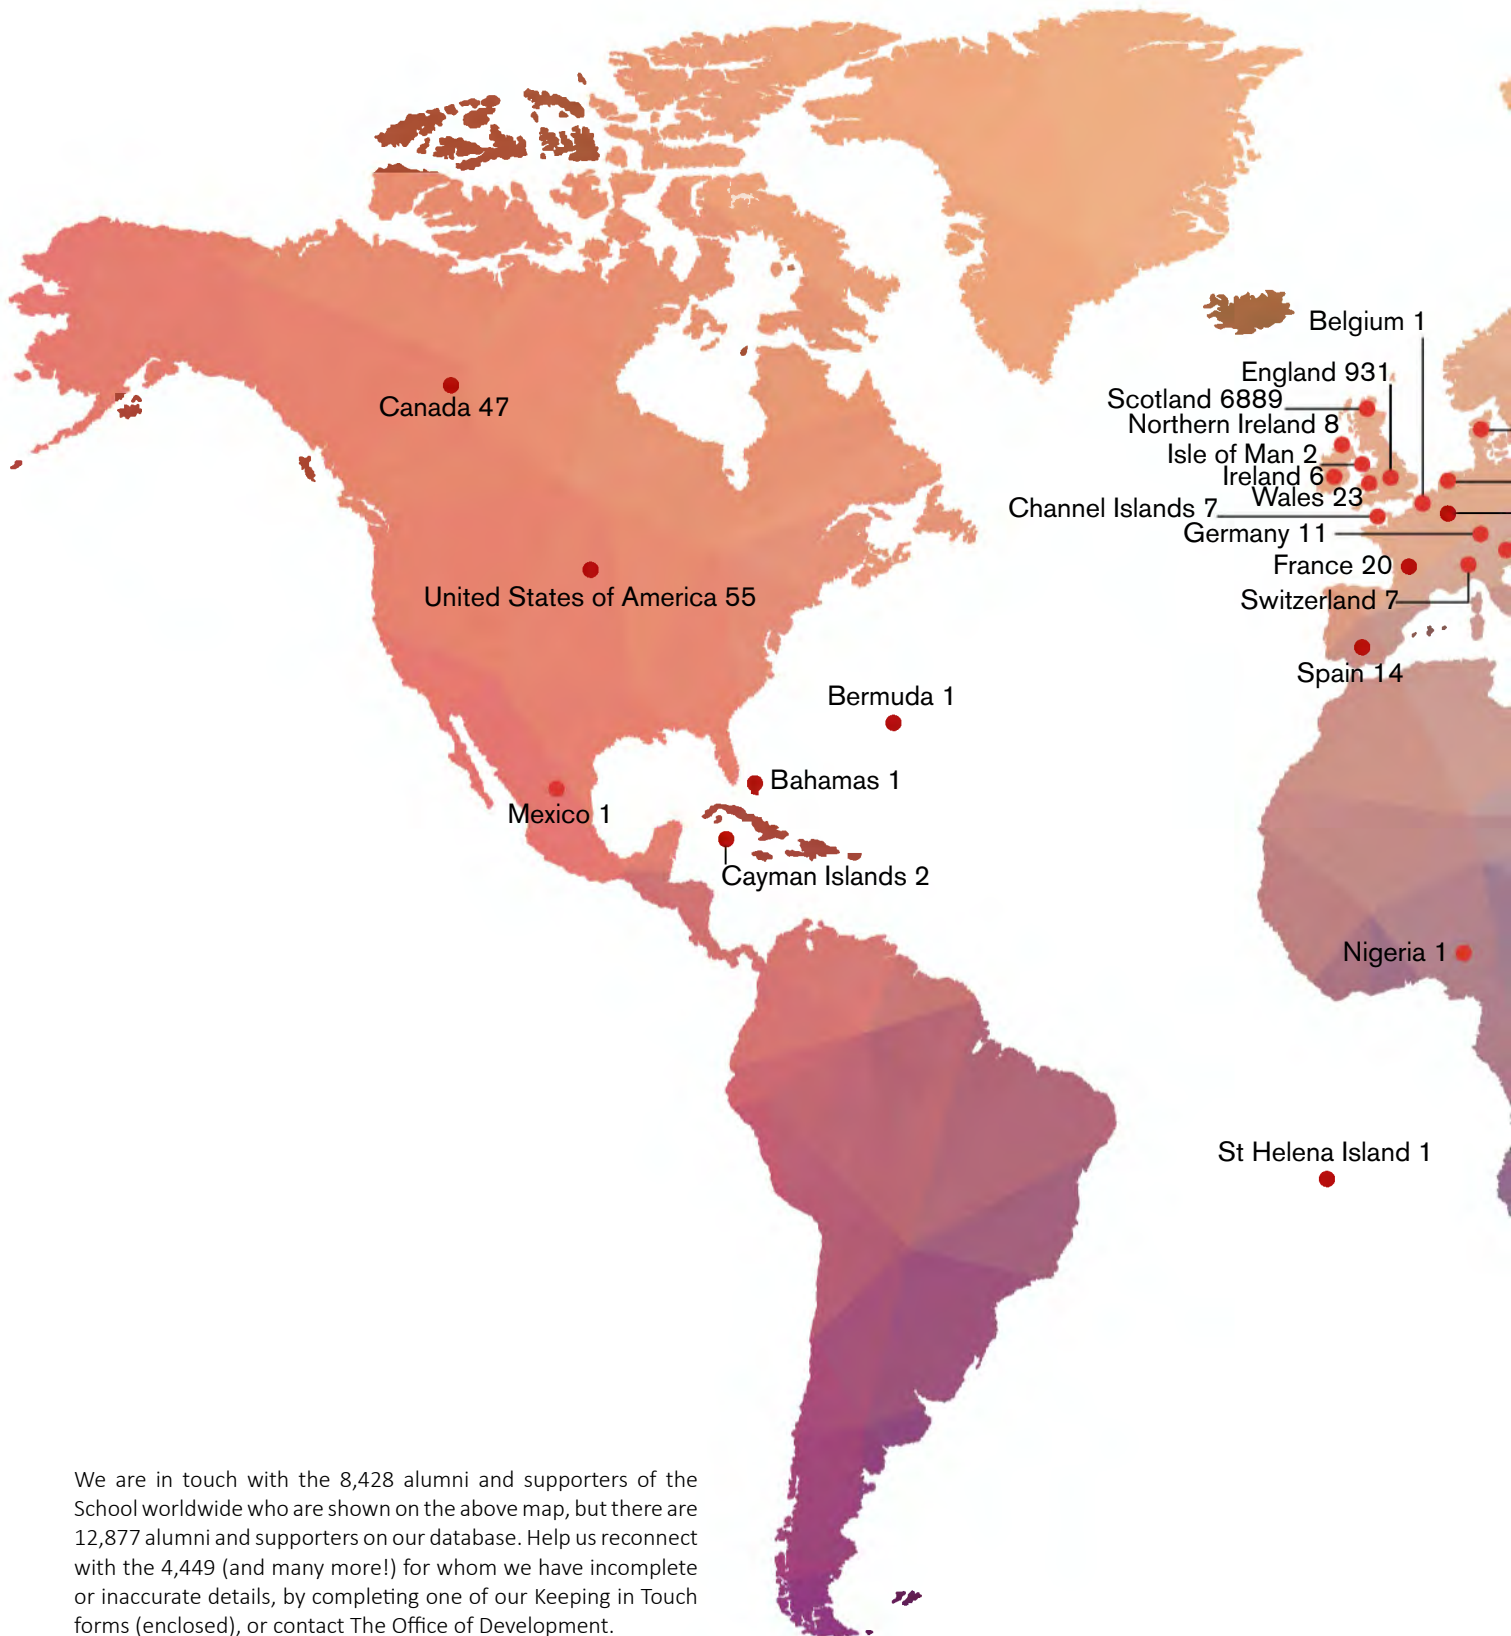 Belgium 1
England 931
Scotland 6889
Northern Ireland 8
Isle of Man 2
Ireland 6
Wales 23
Channel Islands 7
Germany 11
France 20
Switzerland 7
Spain 14
Canada 47
United States of America 55
Bermuda 1
Bahamas 1
Mexico 1
Cayman Islands 2
Nigeria 1
St Helena Island 1
We are in touch with the 8,428 alumni and supporters of the
School worldwide who are shown on the above map, but there are
12,877 alumni and supporters on our database. Help us reconnect
with the 4,449 (and many more!) for whom we have incomplete
or inaccurate details, by completing one of our Keeping in Touch
forms (enclosed), or contact The Office of Development.